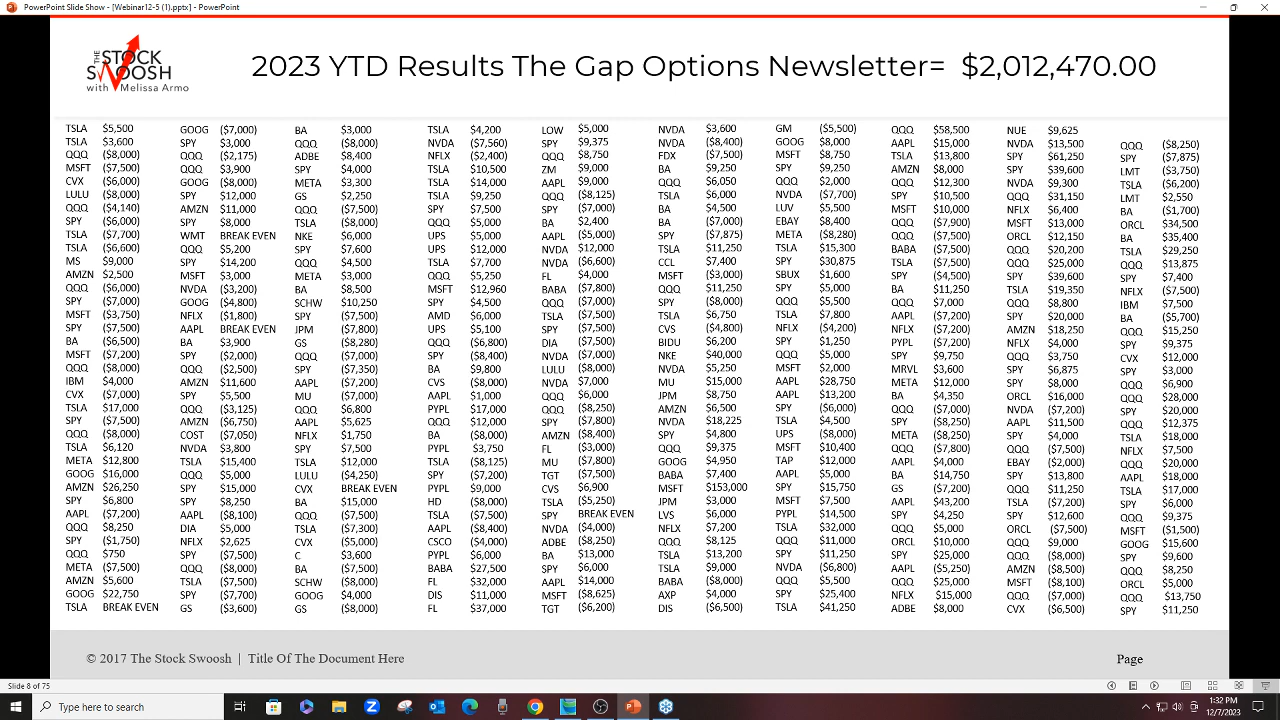 PowerPoint Slide Show - [Webinar12-5 (1).pptx] - PowerPoint
THE STOCK SWOOSH
with Melissa Armo
2023 YTD Results The Gap Options Newsletter= $2,012,470.00
TSLA $5,500
TSLA $3,600
QQQ ($8,000)
MSFT ($7,500)
CVX ($6,000)
LULU ($8,000)
QQQ ($4,140)
SPY ($6,000)
TSLA ($7,700)
TSLA ($6,600)
MS $9,000
AMZN $2,500
QQQ ($6,000)
SPY ($7,000)
MSFT ($3,750)
SPY ($7,500)
BA ($6,500)
MSFT ($7,200)
QQQ ($8,000)
IBM $4,000
CVX ($7,000)
TSLA $17,000
SPY ($7,500)
QQQ ($8,000)
TSLA $6,120
META $12,800
GOOG $16,000
AMZN $26,250
SPY $6,800
AAPL ($7,200)
QQQ $8,250
SPY ($1,750)
QQQ $750
META ($7,500)
AMZN $5,600
GOOG $22,750
TSLA BREAK EVEN
GOOG ($7,000)
SPY $3,000
QQQ ($2,175)
QQQ $3,900
GOOG ($8,000)
SPY $12,000
AMZN $11,000
SPY $8,000
WMT BREAK EVEN
QQQ $5,200
SPY $14,200
MSFT $3,000
NVDA ($3,200)
GOOG ($4,800)
NFLX ($1,800)
AAPL BREAK EVEN
BA $3,900
SPY ($2,000)
QQQ ($2,500)
AMZN $11,600
SPY $5,500
QQQ ($3,125)
AMZN ($6,750)
COST ($7,050)
NVDA $3,800
TSLA $15,400
QQQ $5,000
SPY $15,000
SPY $8,250
AAPL ($8,100)
DIA $5,000
NFLX $2,625
SPY ($7,500)
QQQ ($8,000)
TSLA ($7,500)
SPY ($7,700)
GS ($3,600)
BA $3,000
QQQ ($8,000)
ADBE $8,400
SPY $4,000
META $3,300
GS $2,250
QQQ ($7,500)
TSLA ($8,000)
NKE $6,000
SPY $7,600
QQQ $4,500
META $3,000
BA $8,500
SCHW $10,250
SPY ($7,500)
JPM ($7,800)
GS ($8,280)
QQQ ($7,000)
SPY ($7,350)
AAPL ($7,200)
MU ($7,000)
QQQ $6,800
AAPL $5,625
NFLX $1,750
SPY $7,500
TSLA $12,000
LULU ($4,250)
CVX BREAK EVEN
BA $15,000
QQQ ($7,500)
TSLA ($7,300)
CVX ($5,000)
C $3,600
BA ($7,500)
SCHW ($8,000)
GOOG $4,000
GS ($8,000)
TSLA $4,200
NVDA ($7,560)
NFLX ($2,400)
TSLA $10,500
TSLA $14,000
TSLA $9,250
SPY $7,500
QQQ $5,000
UPS $5,000
UPS $12,000
TSLA $7,700
QQQ $5,250
MSFT $12,960
SPY $4,500
AMD $6,000
UPS $5,100
QQQ ($6,800)
SPY ($8,400)
BA $9,800
CVS ($8,000)
AAPL $1,000
PYPL $17,000
QQQ $12,000
BA ($8,000)
PYPL $3,750
TSLA ($8,125)
SPY ($7,200)
PYPL $9,000
HD ($8,000)
TSLA ($7,500)
AAPL ($8,400)
CSCO ($4,000)
PYPL $6,000
BABA $27,500
FL $32,000
DIS $11,000
FL $37,000
LOW $5,000
SPY $9,375
QQQ $8,750
ZM $9,000
AAPL $9,000
QQQ ($8,125)
SPY ($7,000)
BA $2,400
AAPL ($5,000)
NVDA $12,000
NVDA ($6,600)
FL $4,000
BABA ($7,800)
QQQ ($7,000)
TSLA ($7,500)
SPY ($7,500)
DIA ($7,500)
NVDA ($7,000)
LULU ($8,000)
NVDA $7,000
QQQ $6,000
QQQ ($8,250)
SPY ($7,800)
AMZN ($8,400)
FL ($3,000)
MU ($7,800)
TGT ($7,500)
CVS $6,900
TSLA ($5,250)
SPY BREAK EVEN
NVDA ($4,000)
ADBE ($8,250)
BA $13,000
SPY $6,000
AAPL $14,000
MSFT ($8,625)
TGT ($6,200)
NVDA $3,600
NVDA ($8,400)
FDX ($7,500)
BA $9,250
QQQ $6,050
TSLA $6,000
BA $4,500
BA ($7,000)
SPY ($7,875)
TSLA $11,250
CCL $7,400
MSFT ($3,000)
QQQ $11,250
SPY ($8,000)
TSLA $6,750
CVS ($4,800)
BIDU $6,200
NKE $40,000
NVDA $5,250
MU $15,000
JPM $8,750
AMZN $6,500
NVDA $18,225
SPY $4,800
QQQ $9,375
GOOG $4,950
BABA $7,400
MSFT $153,000
JPM $3,000
LVS $6,000
NFLX $7,200
QQQ $8,125
TSLA $13,200
TSLA $9,000
BABA ($8,000)
AXP $4,000
DIS ($6,500)
GM ($5,500)
GOOG $8,000
MSFT $8,750
SPY $9,250
QQQ $2,000
NVDA ($7,700)
LUV $5,500
EBAY $8,400
META ($8,280)
TSLA $15,300
SPY $30,875
SBUX $1,600
SPY $5,000
QQQ $5,500
TSLA $7,800
NFLX ($4,200)
SPY $1,250
QQQ $5,000
MSFT $2,000
AAPL $28,750
AAPL $13,200
SPY ($6,000)
TSLA $4,500
UPS ($8,000)
MSFT $10,400
TAP $12,000
AAPL $5,000
SPY $15,750
MSFT $7,500
PYPL $14,500
TSLA $32,000
QQQ $11,000
SPY $11,250
NVDA ($6,800)
QQQ $5,500
SPY $25,400
TSLA $41,250
QQQ $58,500
AAPL $15,000
TSLA $13,800
AMZN $8,000
QQQ $12,300
SPY $10,500
MSFT $10,000
QQQ ($7,900)
QQQ ($7,500)
BABA ($7,500)
TSLA ($7,500)
SPY ($4,500)
BA $11,250
QQQ $7,000
AAPL ($7,200)
NFLX ($7,200)
PYPL ($7,200)
SPY $9,750
MRVL $3,600
META $12,000
BA $4,350
QQQ ($7,000)
SPY ($8,250)
META ($8,250)
QQQ ($7,800)
AAPL $4,000
BA $14,750
GS ($7,200)
AAPL $43,200
SPY $4,250
QQQ $5,000
ORCL $10,000
SPY $25,000
AAPL ($5,250)
QQQ $25,000
NFLX $15,000
ADBE $8,000
NUE $9,625
NVDA $13,500
SPY $61,250
SPY $39,600
NVDA $9,300
QQQ $31,150
NFLX $6,400
MSFT $13,000
ORCL $12,150
QQQ $20,200
QQQ $25,000
SPY $39,600
TSLA $19,350
QQQ $8,800
SPY $20,000
AMZN $18,250
NFLX $4,000
QQQ $3,750
SPY $6,875
SPY $8,000
ORCL $16,000
NVDA ($7,200)
AAPL $11,500
SPY $4,000
QQQ ($7,500)
EBAY ($2,000)
SPY $13,800
QQQ $11,250
TSLA ($7,200)
SPY $12,600
ORCL ($7,500)
QQQ $9,000
QQQ ($8,000)
AMZN ($8,500)
MSFT ($8,100)
QQQ ($7,000)
CVX ($6,500)
QQQ ($8,250)
SPY ($7,875)
LMT ($3,750)
TSLA ($6,200)
LMT $2,550
BA ($1,700)
ORCL $34,500
BA $35,400
TSLA $29,250
QQQ $13,875
SPY $7,400
NFLX ($7,500)
IBM $7,500
BA ($5,700)
QQQ $15,250
SPY $9,375
CVX $12,000
SPY $3,000
QQQ $6,900
QQQ $28,000
SPY $20,000
QQQ $12,375
TSLA $18,000
NFLX $7,500
QQQ $20,000
AAPL $18,000
TSLA $17,000
SPY $6,000
QQQ $9,375
MSFT ($1,500)
GOOG $15,600
SPY $9,600
QQQ $8,250
ORCL $5,000
QQQ $13,750
SPY $11,250
© 2017 The Stock Swoosh | Title Of The Document Here
Page
Slide 8 of 75
Type here to search
1:32 PM
12/7/2023